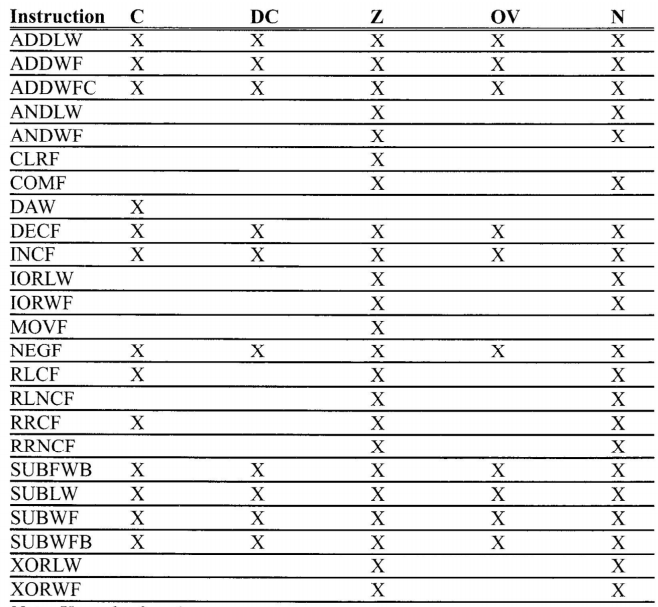 Instruction C DC Z OV N
ADDLW X X X X X
ADDWF X X X X X
ADDWFC X X X X X
ANDLW X X
ANDWF X X
CLRF X
COMF X X
DAW X
DECF X X X X X
INCF X X X X X
IORLW X X
IORWF X X
MOVF X
NEGF X X X X X
RLCF X X X
RLNCF X X
RRCF X X X
RRNCF X X
SUBFWB X X X X X
SUBLW X X X X X
SUBWF X X X X X
SUBWFB X X X X X
XORLW X X
XORWF X X